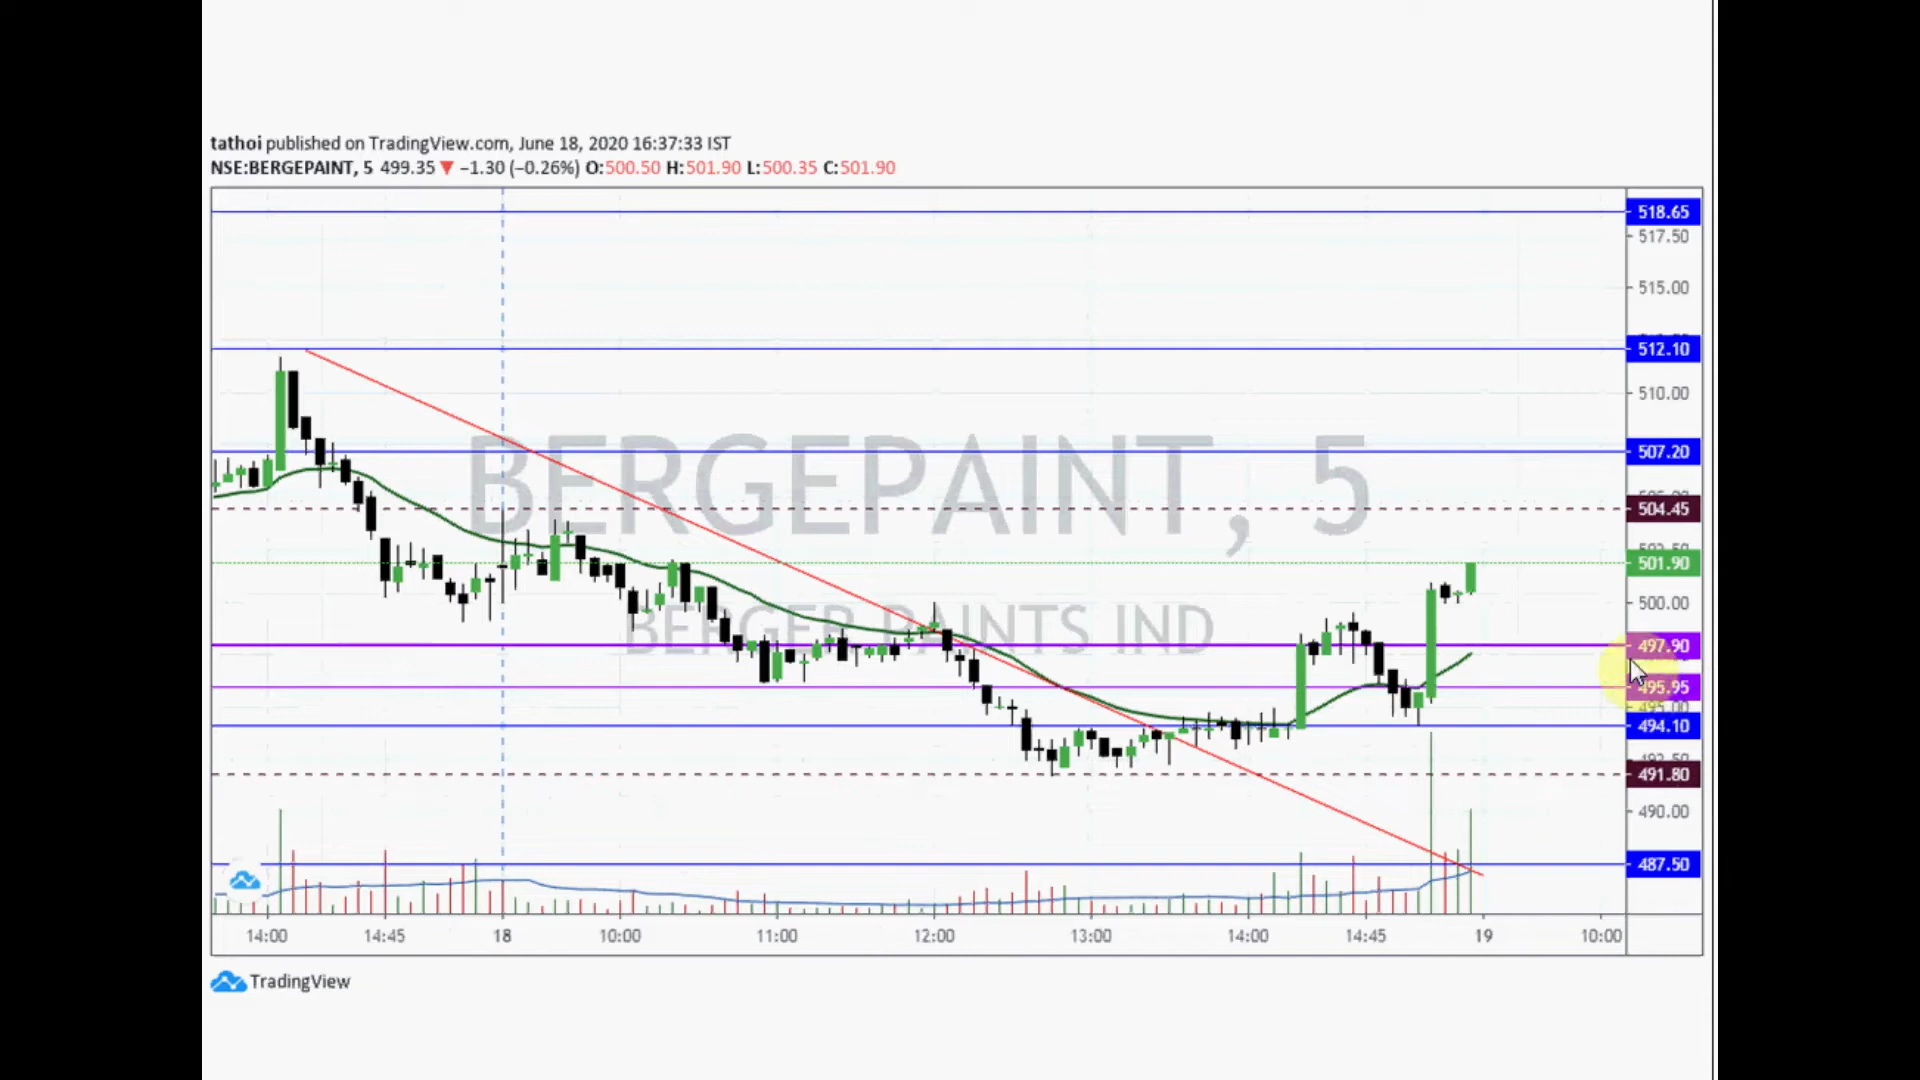 tathoi published on TradingView.com, June 18, 2020 16:37:33 IST
NSE:BERGEPAINT, 5 499.35 ▼ −1.30 (−0.26%) O:500.50 H:501.90 L:500.35 C:501.90
518.65
517.50
515.00
512.10
510.00
BERGEPAINT, 5
507.20
504.45
501.90
500.00
BERGER PAINTS IND
497.90
495.95
494.10
491.80
490.00
487.50
14:00 14:45 18 10:00 11:00 12:00 13:00 14:00 14:45 19 10:00
TradingView